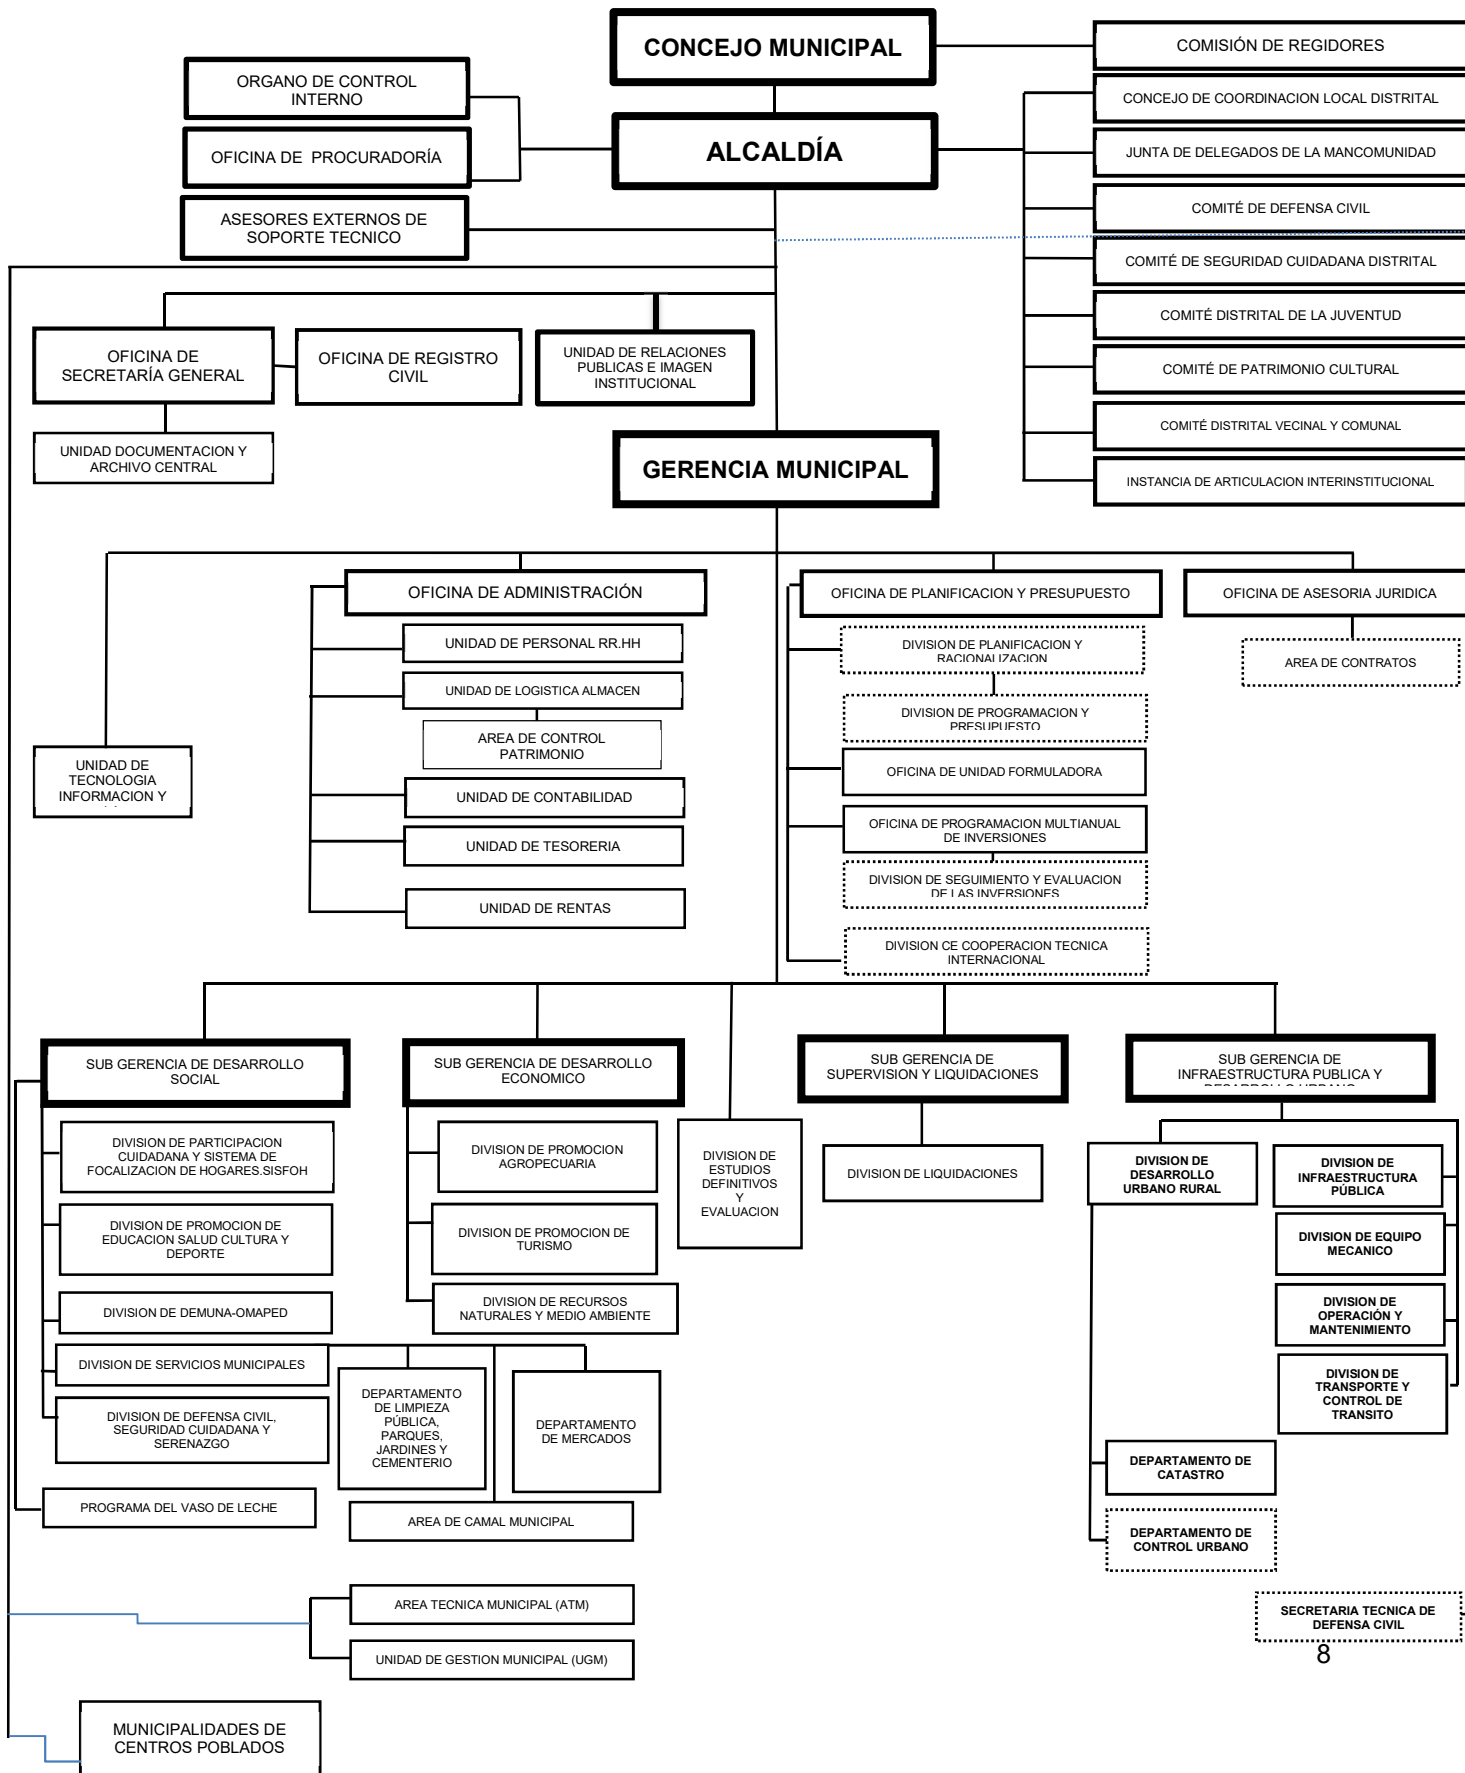 CONCEJO MUNICIPAL
COMISIÓN DE REGIDORES
ORGANO DE CONTROL
INTERNO
CONCEJO DE COORDINACION LOCAL DISTRITAL
OFICINA DE PROCURADORÍA
ALCALDÍA
JUNTA DE DELEGADOS DE LA MANCOMUNIDAD
ASESORES EXTERNOS DE
SOPORTE TECNICO
COMITÉ DE DEFENSA CIVIL
COMITÉ DE SEGURIDAD CUIDADANA DISTRITAL
COMITÉ DISTRITAL DE LA JUVENTUD
COMITÉ DE PATRIMONIO CULTURAL
COMITÉ DISTRITAL VECINAL Y COMUNAL
INSTANCIA DE ARTICULACION INTERINSTITUCIONAL
OFICINA DE
SECRETARÍA GENERAL
OFICINA DE REGISTRO
CIVIL
UNIDAD DE RELACIONES
PUBLICAS E IMAGEN
INSTITUCIONAL
UNIDAD DOCUMENTACION Y
ARCHIVO CENTRAL
GERENCIA MUNICIPAL
OFICINA DE ADMINISTRACIÓN
OFICINA DE PLANIFICACION Y PRESUPUESTO
OFICINA DE ASESORIA JURIDICA
UNIDAD DE
TECNOLOGIA
INFORMACION Y
UNIDAD DE PERSONAL RR.HH
UNIDAD DE LOGISTICA ALMACEN
AREA DE CONTROL
PATRIMONIO
UNIDAD DE CONTABILIDAD
UNIDAD DE TESORERIA
UNIDAD DE RENTAS
DIVISION DE PLANIFICACION Y
RACIONALIZACION
DIVISION DE PROGRAMACION Y
PRESUPUESTO
OFICINA DE UNIDAD FORMULADORA
OFICINA DE PROGRAMACION MULTIANUAL
DE INVERSIONES
DIVISION DE SEGUIMIENTO Y EVALUACION
DE LAS INVERSIONES
DIVISION CE COOPERACION TECNICA
INTERNACIONAL
AREA DE CONTRATOS
SUB GERENCIA DE DESARROLLO
SOCIAL
SUB GERENCIA DE DESARROLLO
ECONOMICO
SUB GERENCIA DE
SUPERVISION Y LIQUIDACIONES
SUB GERENCIA DE
INFRAESTRUCTURA PUBLICA Y
DESARROLLO URBANO
DIVISION DE PARTICIPACION
CUIDADANA Y SISTEMA DE
FOCALIZACION DE HOGARES.SISFOH
DIVISION DE PROMOCION DE
EDUCACION SALUD CULTURA Y
DEPORTE
DIVISION DE DEMUNA-OMAPED
DIVISION DE SERVICIOS MUNICIPALES
DIVISION DE DEFENSA CIVIL,
SEGURIDAD CUIDADANA Y
SERENAZGO
PROGRAMA DEL VASO DE LECHE
DIVISION DE PROMOCION
AGROPECUARIA
DIVISION DE PROMOCION DE
TURISMO
DIVISION DE RECURSOS
NATURALES Y MEDIO AMBIENTE
DEPARTAMENTO
DE LIMPIEZA
PÚBLICA,
PARQUES,
JARDINES Y
CEMENTERIO
DEPARTAMENTO
DE MERCADOS
AREA DE CAMAL MUNICIPAL
DIVISION DE
ESTUDIOS
DEFINITIVOS
Y
EVALUACION
DIVISION DE LIQUIDACIONES
DIVISION DE
DESARROLLO
URBANO RURAL
DIVISION DE
INFRAESTRUCTURA
PÚBLICA
DIVISION DE EQUIPO
MECANICO
DIVISION DE
OPERACIÓN Y
MANTENIMIENTO
DIVISION DE
TRANSPORTE Y
CONTROL DE
TRANSITO
DEPARTAMENTO DE
CATASTRO
DEPARTAMENTO DE
CONTROL URBANO
AREA TECNICA MUNICIPAL (ATM)
UNIDAD DE GESTION MUNICIPAL (UGM)
SECRETARIA TECNICA DE
DEFENSA CIVIL
8
MUNICIPALIDADES DE
CENTROS POBLADOS